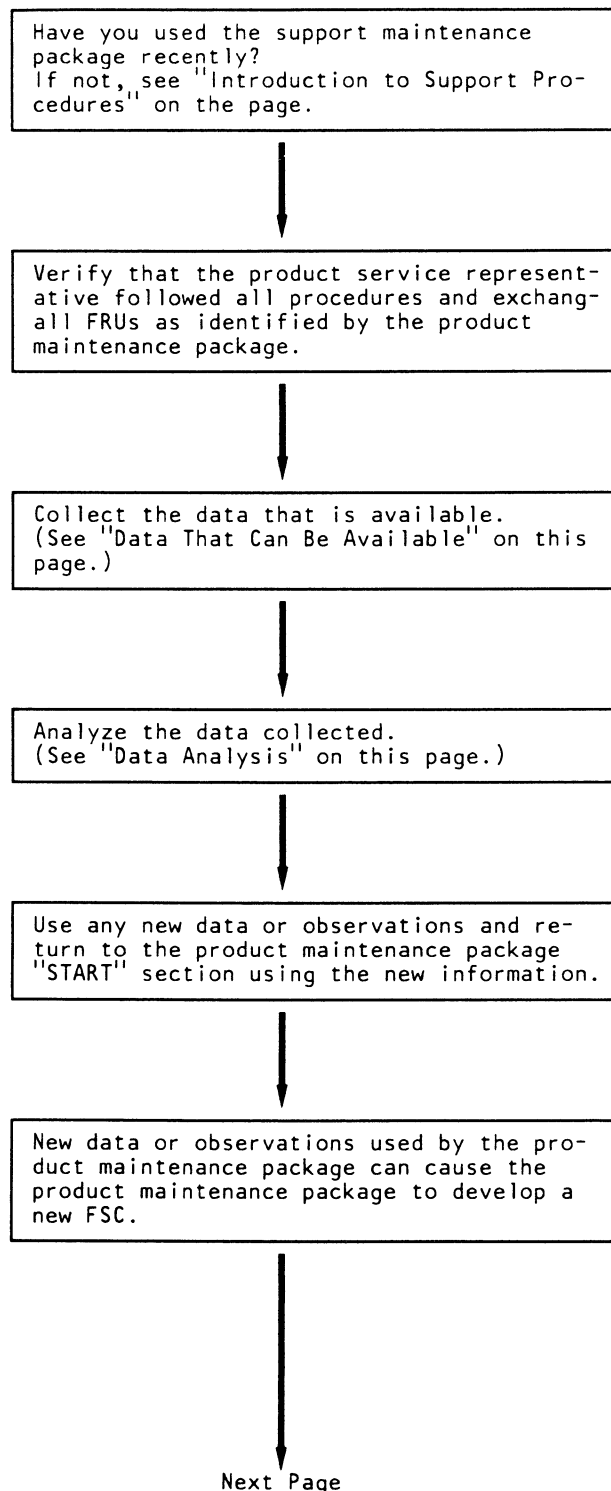 Have you used the support maintenance
package recently?
If not, see "Introduction to Support Pro-
cedures" on the page.
Verify that the product service represent-
ative followed all procedures and exchang-
all FRUs as identified by the product
maintenance package.
Collect the data that is available.
(See "Data That Can Be Available" on this
page.)
Analyze the data collected.
(See "Data Analysis" on this page.)
Use any new data or observations and re-
turn to the product maintenance package
"START" section using the new information.
New data or observations used by the pro-
duct maintenance package can cause the
product maintenance package to develop a
new FSC.
Next Page